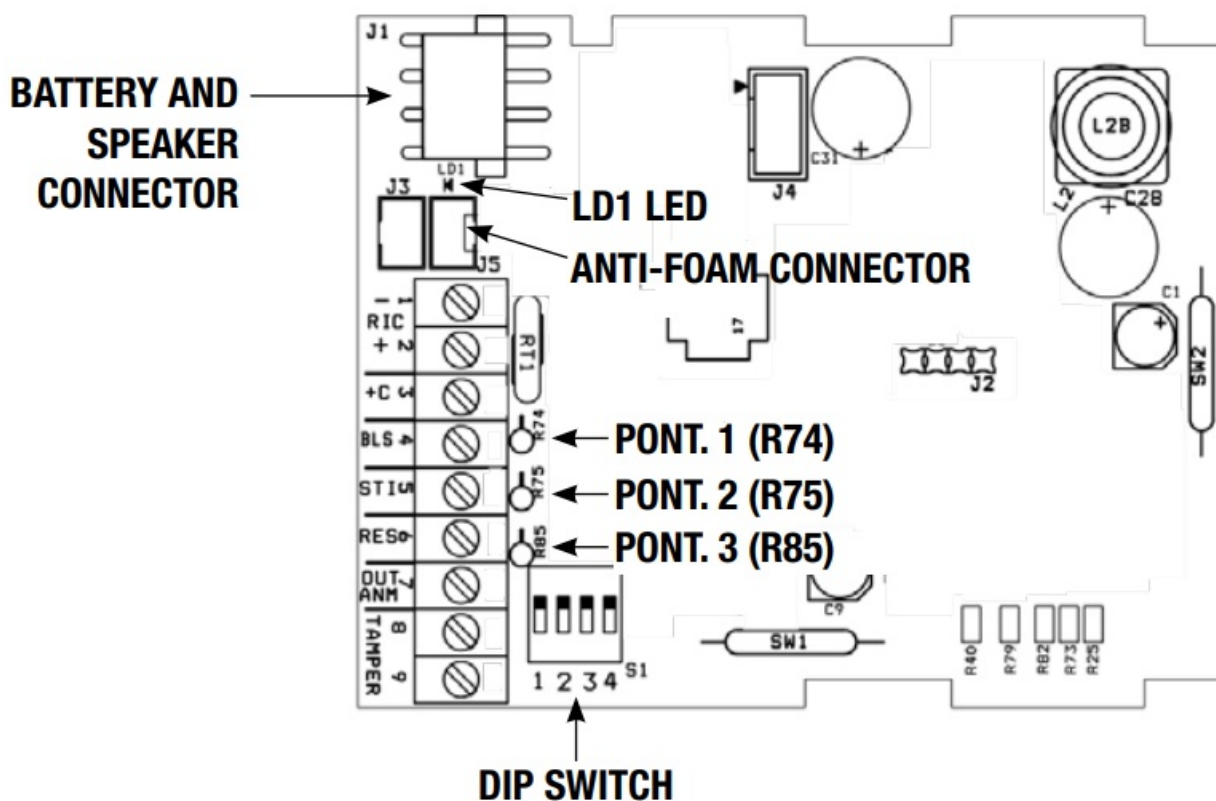 J1
BATTERY AND
SPEAKER
CONNECTOR
LD1
LD1 LED
J3
J5
ANTI-FOAM CONNECTOR
J4
C31
L2B
L2
C2B
C1
SW2
17
J2
- 1
RIC
+ 2
+C 3
BLS 4
STI 5
RES 6
OUT 7
ANM
TAMPER
8
9
RT1
R74
PONT. 1 (R74)
R75
PONT. 2 (R75)
R85
PONT. 3 (R85)
S1
1 2 3 4
DIP SWITCH
C9
SW1
R40
R79
R82
R73
R25